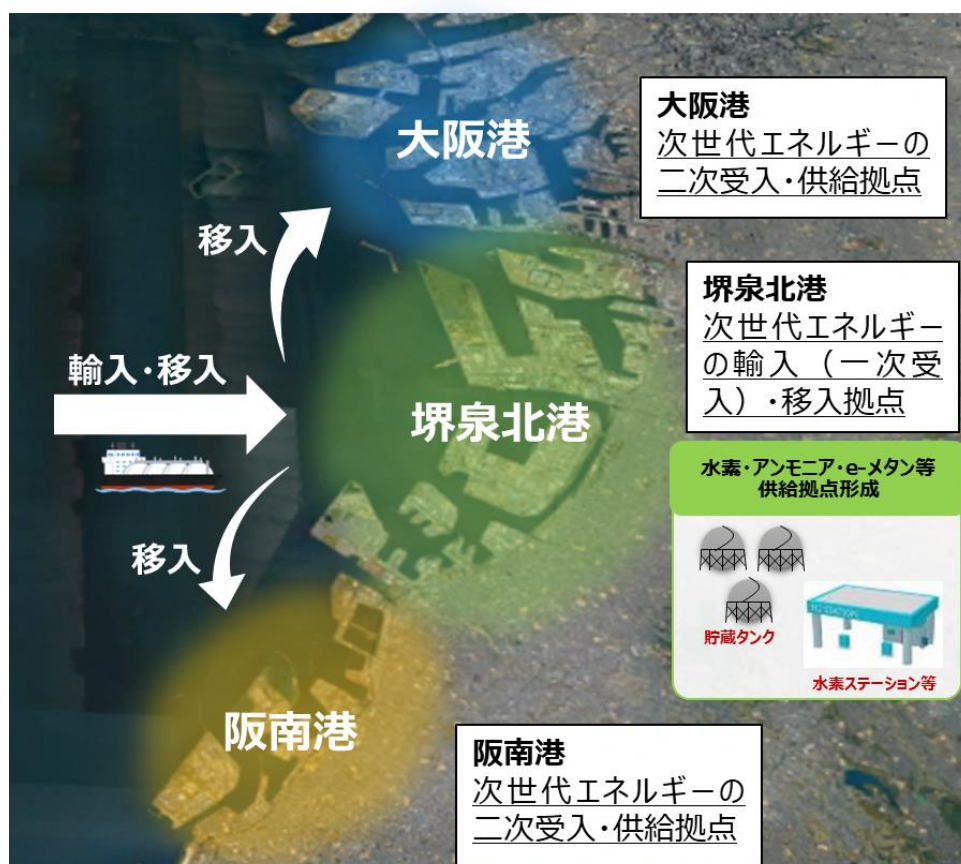 大阪港
大阪港
次世代エネルギーの
二次受入・供給拠点
移入
堺泉北港
次世代エネルギー
の輸入(一次受
入)・移入拠点
輸入・移入
堺泉北港
水素・アンモニア・e-メタン等
供給拠点形成
移入
貯蔵タンク
水素ステーション等
阪南港
阪南港
次世代エネルギーの
二次受入・供給拠点